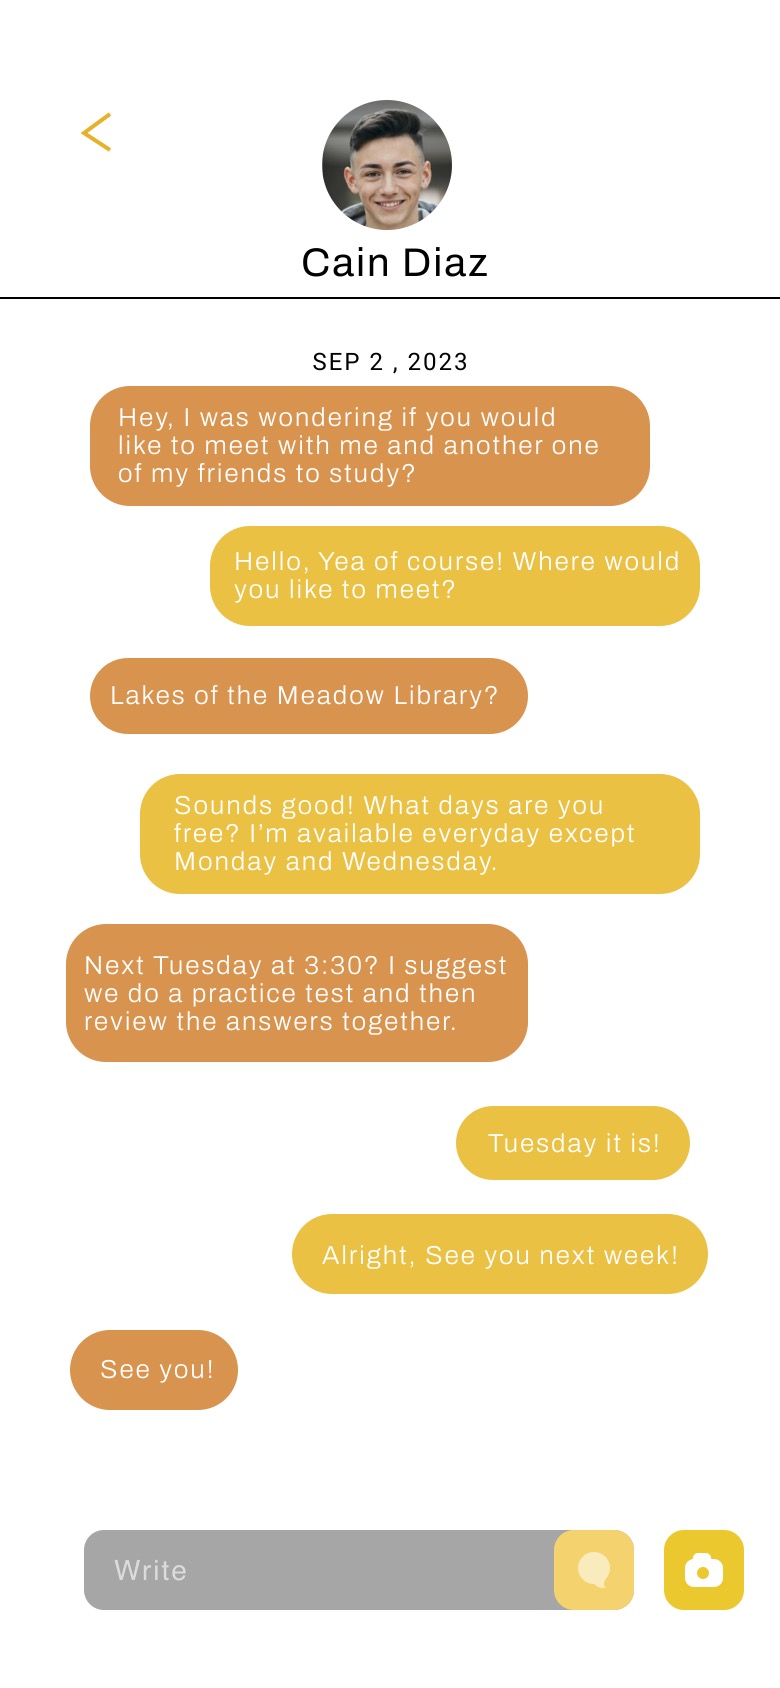 Cain Diaz
SEP 2 , 2023
Hey, I was wondering if you would
like to meet with me and another one
of my friends to study?
Hello, Yea of course! Where would
you like to meet?
Lakes of the Meadow Library?
Sounds good! What days are you
free? I’m available everyday except
Monday and Wednesday.
Next Tuesday at 3:30? I suggest
we do a practice test and then
review the answers together.
Tuesday it is!
Alright, See you next week!
See you!
Write